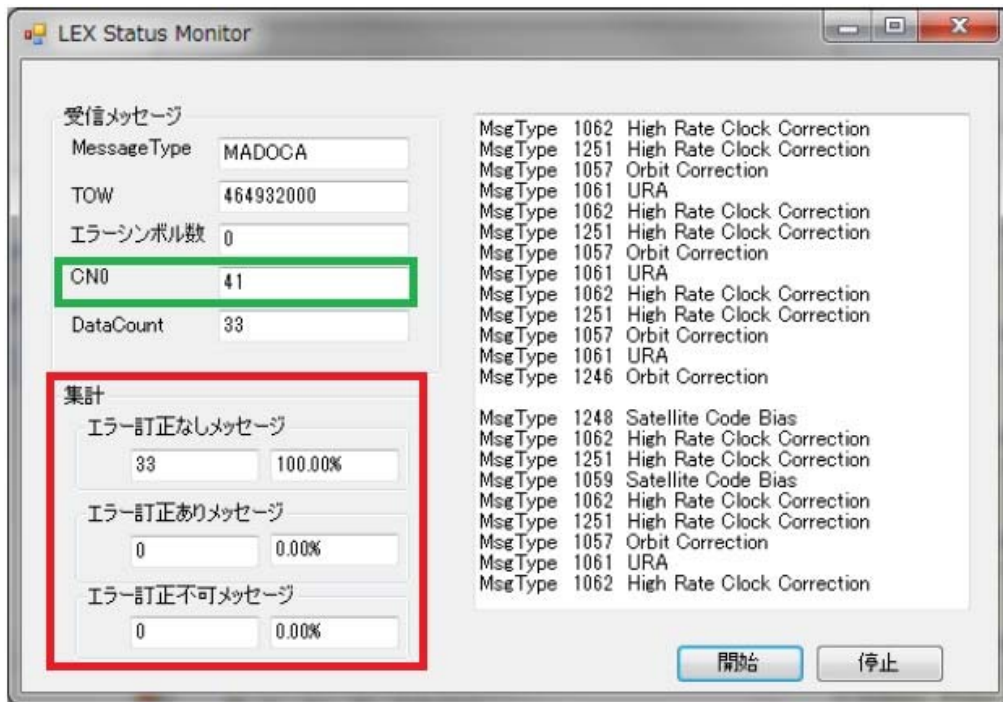 LEX Status Monitor
受信メッセージ
MessageType MADOCA
TOW 464932000
エラーシンボル数 0
CN0 41
DataCount 33
集計
エラー訂正なしメッセージ
33 100.00%
エラー訂正ありメッセージ
0 0.00%
エラー訂正不可メッセージ
0 0.00%
MsgType 1062 High Rate Clock Correction
MsgType 1251 High Rate Clock Correction
MsgType 1057 Orbit Correction
MsgType 1061 URA
MsgType 1062 High Rate Clock Correction
MsgType 1251 High Rate Clock Correction
MsgType 1057 Orbit Correction
MsgType 1061 URA
MsgType 1062 High Rate Clock Correction
MsgType 1251 High Rate Clock Correction
MsgType 1057 Orbit Correction
MsgType 1061 URA
MsgType 1246 Orbit Correction
MsgType 1248 Satellite Code Bias
MsgType 1062 High Rate Clock Correction
MsgType 1251 High Rate Clock Correction
MsgType 1059 Satellite Code Bias
MsgType 1062 High Rate Clock Correction
MsgType 1251 High Rate Clock Correction
MsgType 1057 Orbit Correction
MsgType 1061 URA
MsgType 1062 High Rate Clock Correction
開始 停止